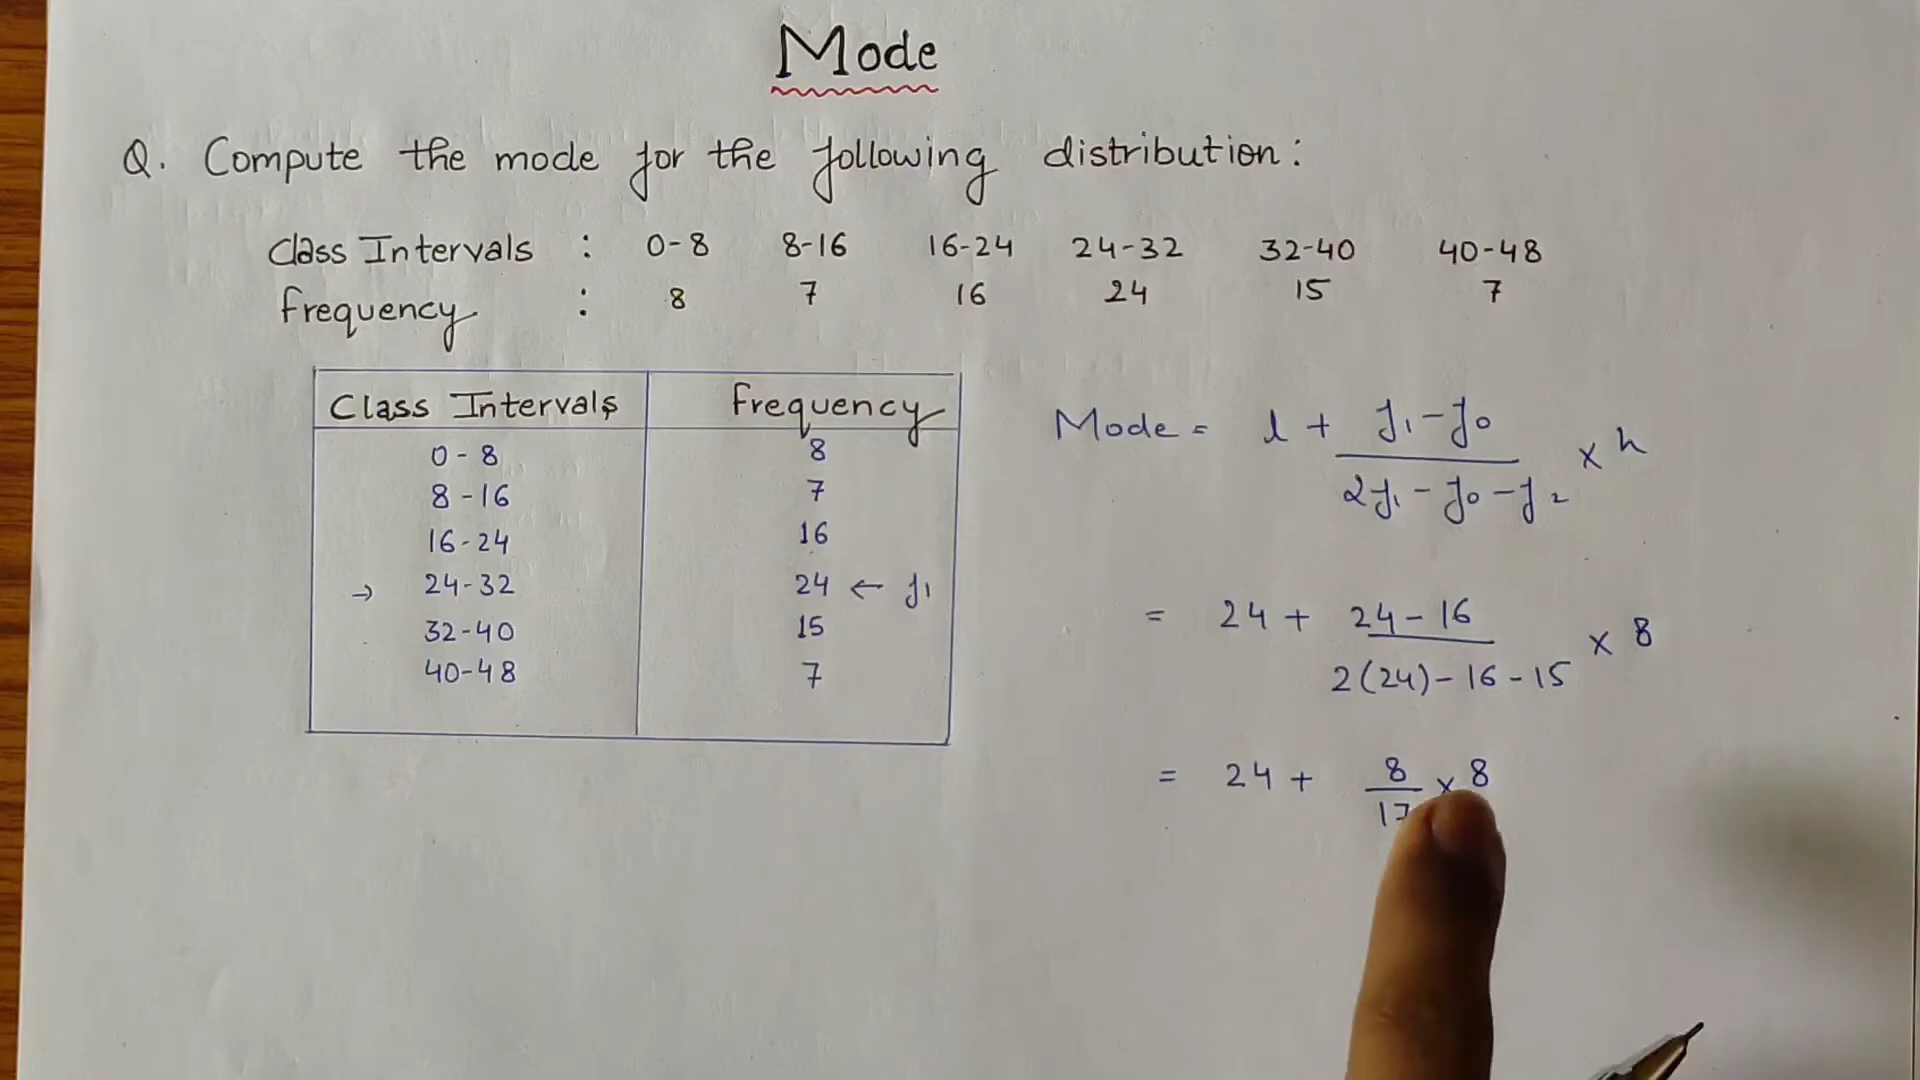 Mode
Q. Compute the mode for the following distribution:
Class Intervals : 0-8 8-16 16-24 24-32 32-40 40-48
frequency : 8 7 16 24 15 7
Class Intervals frequency
0-8 8
8-16 7
16-24 16
→ 24-32 24 ← f₁
32-40 15
40-48 7
Mode = l + (f₁ - f₀) / (2f₁ - f₀ - f₂) × h
= 24 + (24 - 16) / (2(24) - 16 - 15) × 8
= 24 + 8/17 × 8